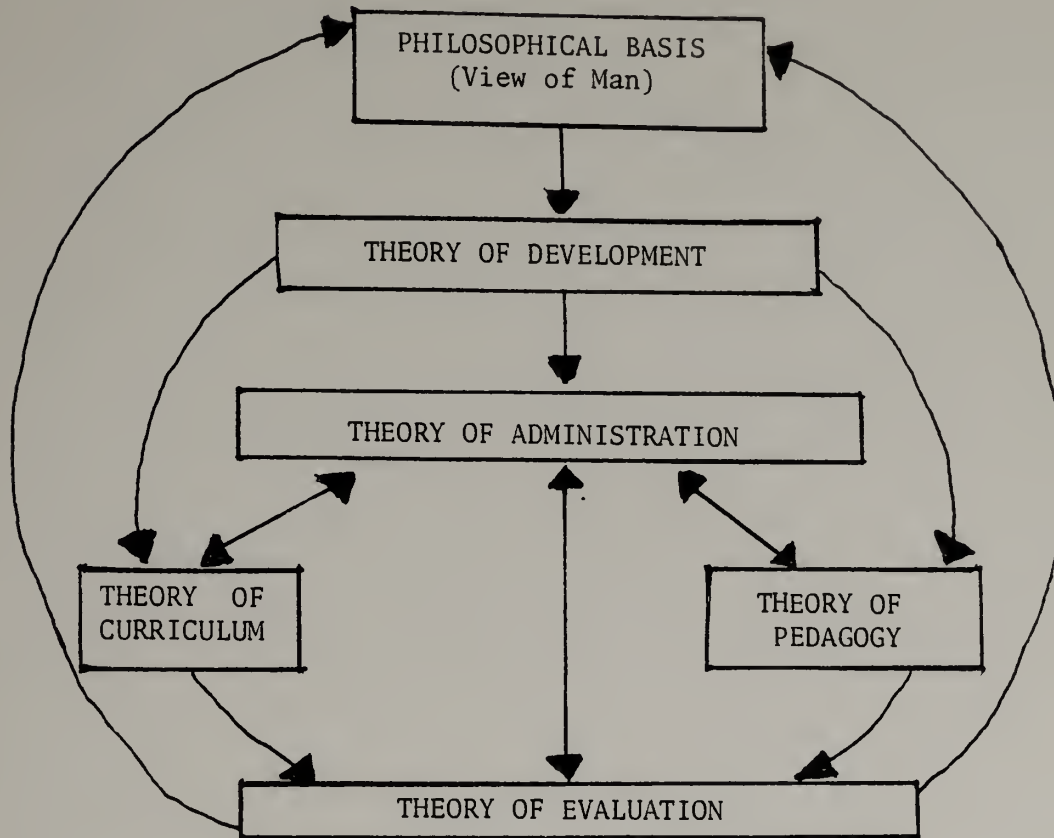 PHILOSOPHICAL BASIS
(View of Man)
THEORY OF DEVELOPMENT
THEORY OF ADMINISTRATION
THEORY OF
CURRICULUM
THEORY OF
PEDAGOGY
THEORY OF EVALUATION